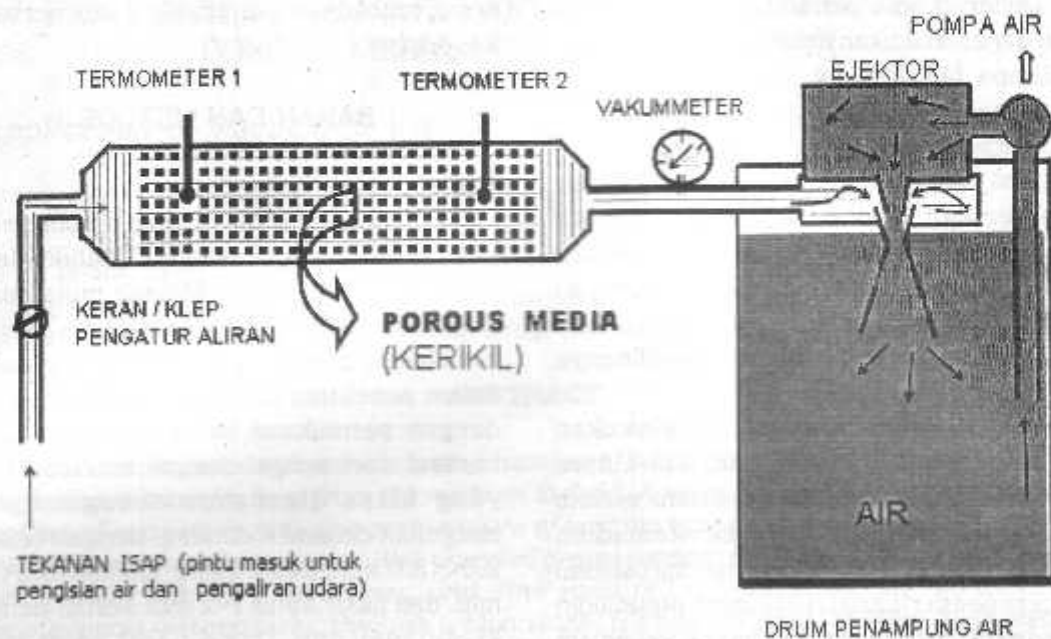 POMPA AIR
TERMOMETER 1
TERMOMETER 2
EJEKTOR
VAKUMMETER
KERAN / KLEP
PENGATUR ALIRAN
POROUS MEDIA
(KERIKIL)
AIR
TEKANAN ISAP (pintu masuk untuk
pengisian air dan pengaliran udara)
DRUM PENAMPUNG AIR